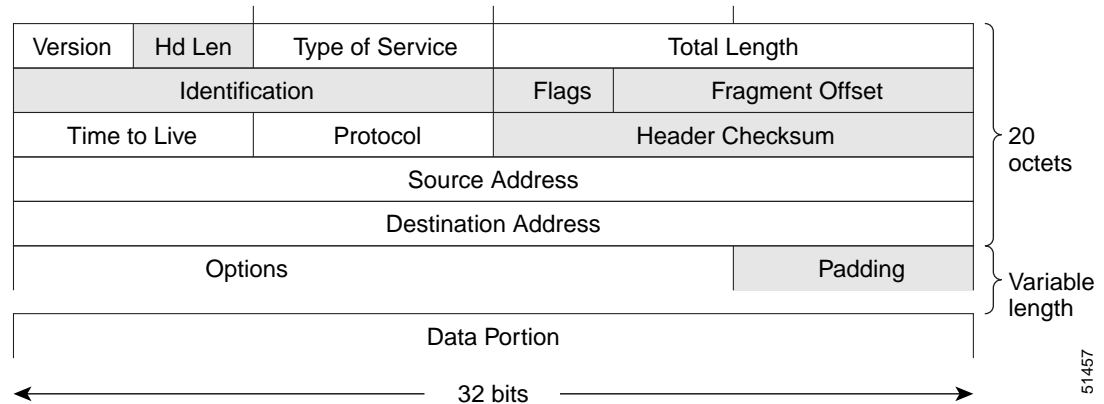 Version Hd Len Type of Service Total Length
Identification Flags Fragment Offset
Time to Live Protocol Header Checksum
20
octets
Source Address
Destination Address
Options Padding
Variable
length
Data Portion
32 bits
51457